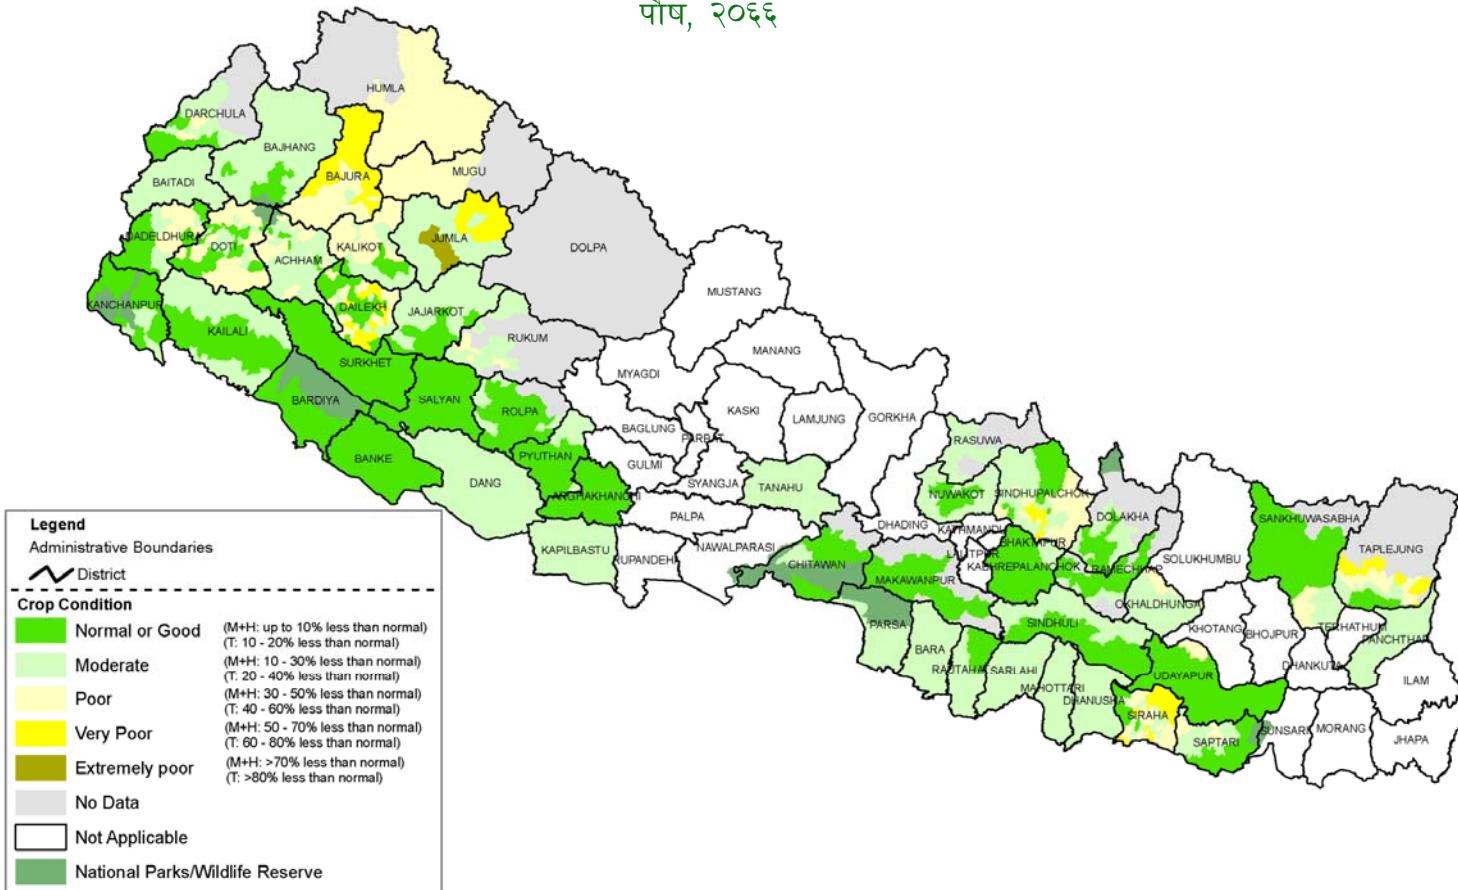 पौष, २०६६
HUMLA
DARCHULA
BAJHANG
MUGU
BAJURA
BAITADI
DADELDHURA
DOTI
KALIKOT
JUMLA
ACHHAM
DOLPA
MUSTANG
KANCHANPUR
DAILEKH
JAJARKOT
KAILALI
RUKUM
MANANG
SURKHET
MYAGDI
BARDIYA
SALYAN
ROLPA
KASKI
LAMJUNG
GORKHA
BAGLUNG
PARBAT
RASUWA
BANKE
PYUTHAN
GULMI
SYANGJA
DANG
TANAHU
NUWAKOT
SINDHUPALCHOK
ARGHAKHANCHI
PALPA
DHADING
KATHMANDU
DOLAKHA
SANKHUWASABHA
KAPILBASTU
RUPANDEHI
NAWALPARASI
LALITPUR
BHAKTAPUR
SOLUKHUMBU
TAPLEJUNG
CHITAWAN
MAKAWANPUR
KABHREPALANCHOK
RAMECHHAP
OKHALDHUNGA
PARSA
SINDHULI
KHOTANG
BHOJPUR
TERHATHUM
PANCHTHAR
BARA
RAUTAHAT
SARLAHI
DHANKUTA
UDAYAPUR
ILAM
MAHOTTARI
DHANUSHA
SIRAHA
SAPTARI
SUNSARI
MORANG
JHAPA
Legend
Administrative Boundaries
District
Crop Condition
Normal or Good (M+H: up to 10% less than normal)
(T: 10 - 20% less than normal)
Moderate (M+H: 10 - 30% less than normal)
(T: 20 - 40% less than normal)
Poor (M+H: 30 - 50% less than normal)
(T: 40 - 60% less than normal)
Very Poor (M+H: 50 - 70% less than normal)
(T: 60 - 80% less than normal)
Extremely poor (M+H: >70% less than normal)
(T: >80% less than normal)
No Data
Not Applicable
National Parks/Wildlife Reserve